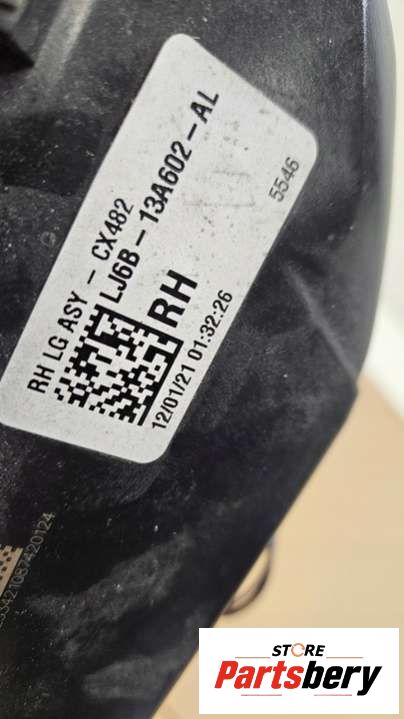 RH LG ASY - CX482
LJ6B - 13A602 - AL
RH
12/01/21 01:32:26
5546
STORE
Partsbery